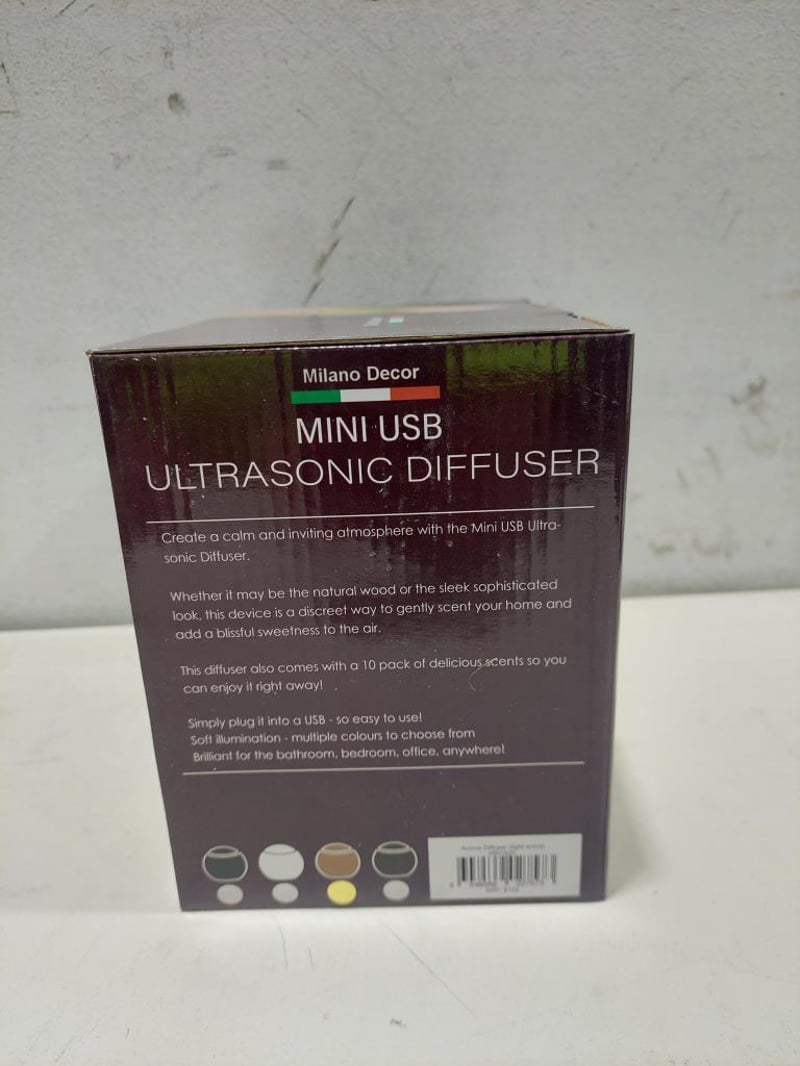 Milano Decor
MINI USB
ULTRASONIC DIFFUSER
Create a calm and inviting atmosphere with the Mini USB Ultra-
sonic Diffuser.
Whether it may be the natural wood or the sleek sophisticated
look, this device is a discreet way to gently scent your home and
add a blissful sweetness to the air.
This diffuser also comes with a 10 pack of delicious scents so you
can enjoy it right away!
Simply plug it into a USB - so easy to use!
Soft illumination - multiple colours to choose from
Brilliant for the bathroom, bedroom, office, anywhere!